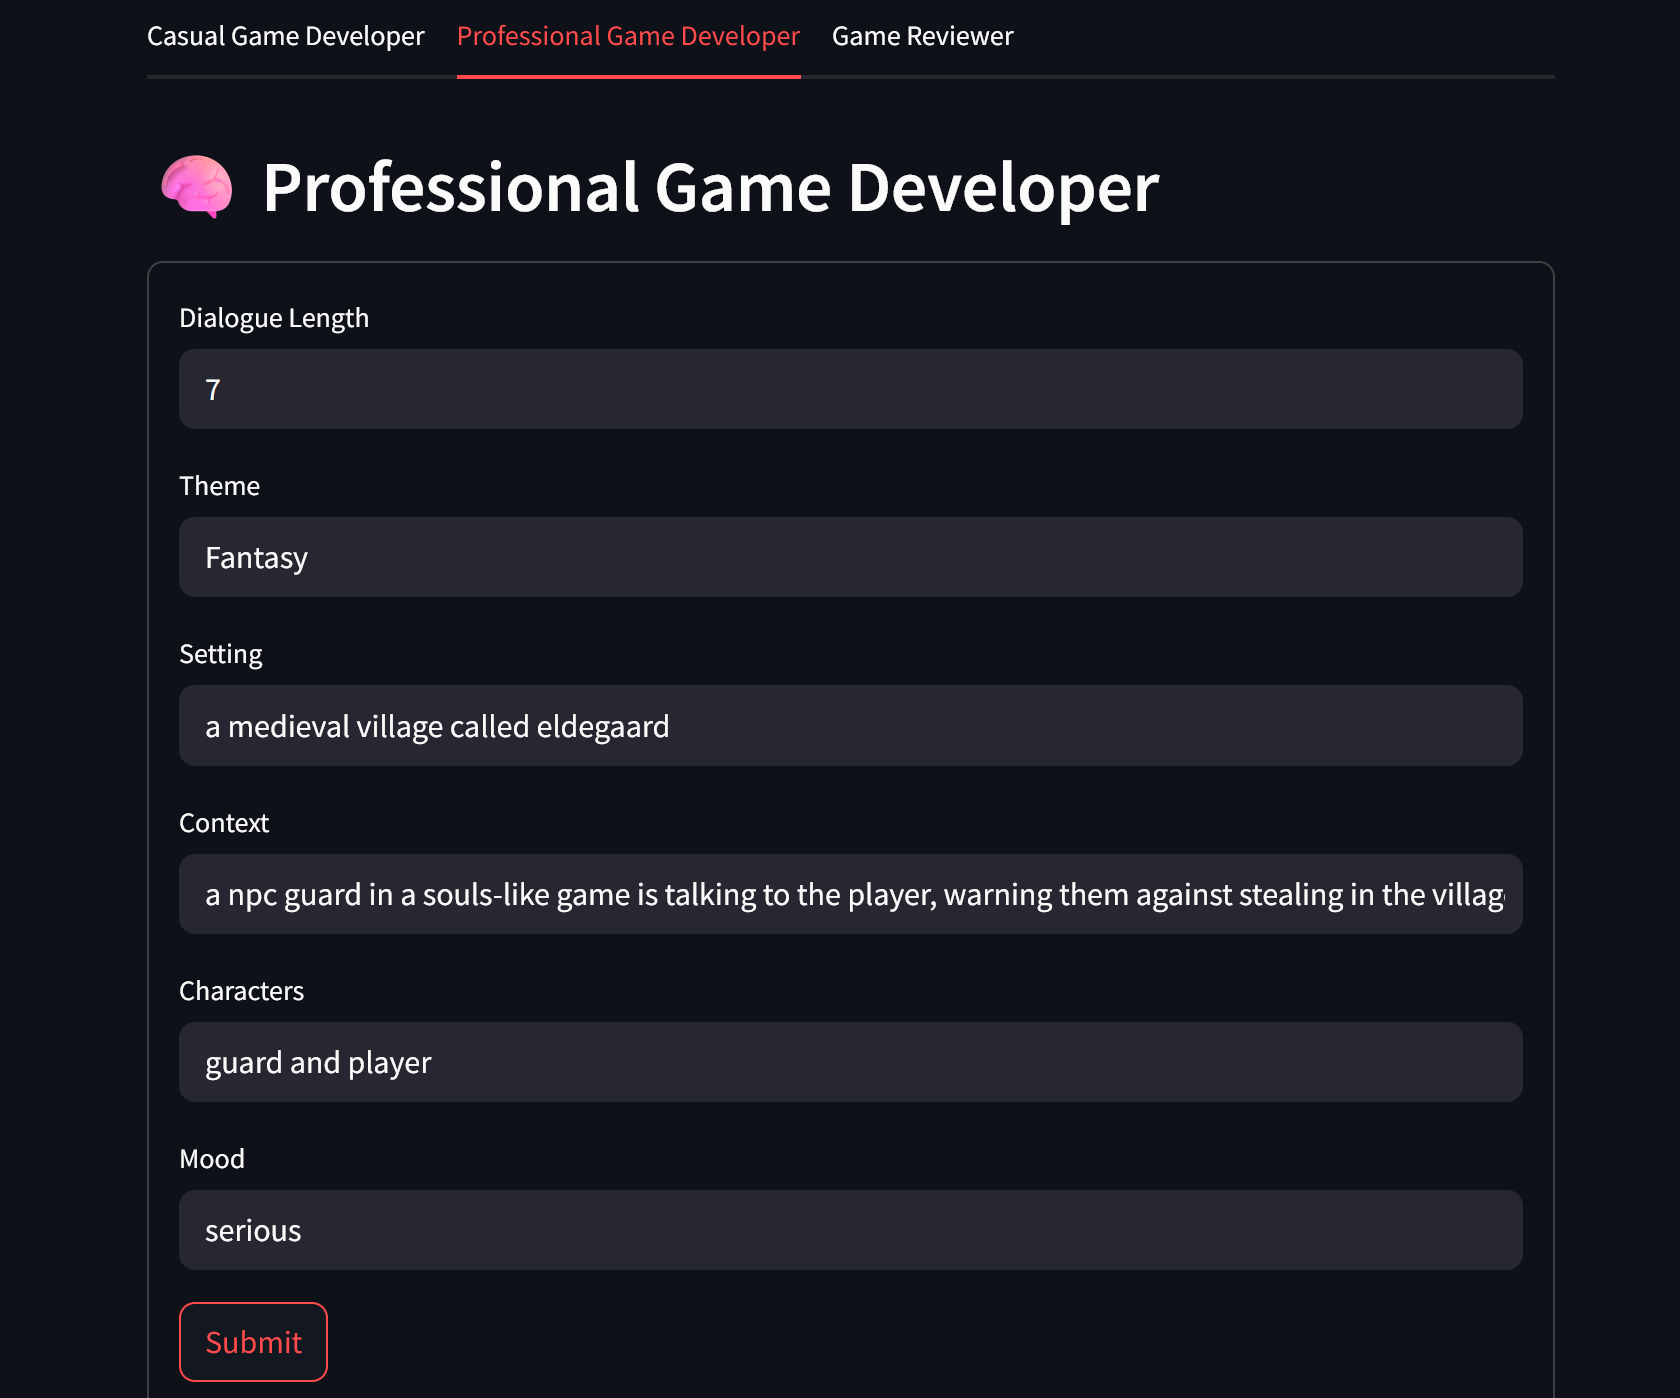 Casual Game Developer Professional Game Developer Game Reviewer
Professional Game Developer
Dialogue Length
7
Theme
Fantasy
Setting
a medieval village called eldegaard
Context
a npc guard in a souls-like game is talking to the player, warning them against stealing in the
Characters
guard and player
Mood
serious
Submit